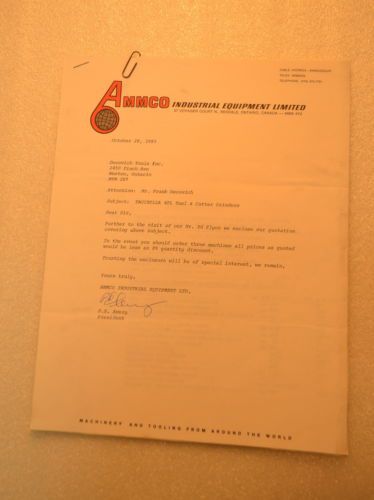 AMMCO INDUSTRIAL EQUIPMENT LIMITED
October 28, 1983
Decovich Tools Inc.
Weston, Ontario
Attention: Mr. Frank Decovich
Subject: TACCHELLA Tool & Cutter Grinders
Dear Sir,
Further to the visit of our Mr. Ed Flynn we enclose our quotation
covering above subject.
In the event you should order three machines all prices as quoted
would be less an 8% quantity discount.
Trusting the enclosure will be of special interest, we remain,
Yours truly,
AMMCO INDUSTRIAL EQUIPMENT LTD.
President
MACHINERY AND TOOLING FROM AROUND THE WORLD